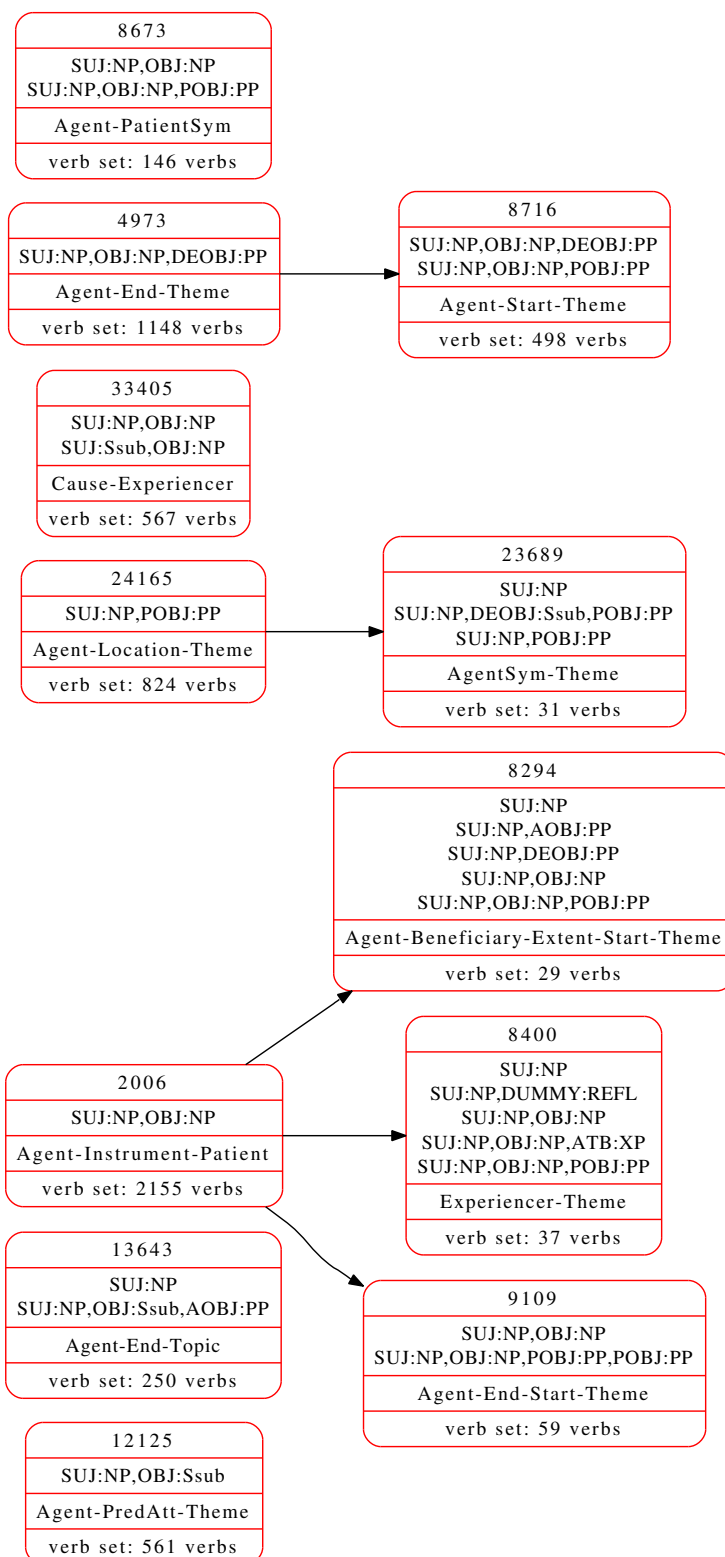 8673
SUJ:NP,OBJ:NP
SUJ:NP,OBJ:NP,POBJ:PP
Agent-PatientSym
verb set: 146 verbs
4973
SUJ:NP,OBJ:NP,DEOBJ:PP
Agent-End-Theme
verb set: 1148 verbs
8716
SUJ:NP,OBJ:NP,DEOBJ:PP
SUJ:NP,OBJ:NP,POBJ:PP
Agent-Start-Theme
verb set: 498 verbs
33405
SUJ:NP,OBJ:NP
SUJ:Ssub,OBJ:NP
Cause-Experiencer
verb set: 567 verbs
24165
SUJ:NP,POBJ:PP
Agent-Location-Theme
verb set: 824 verbs
23689
SUJ:NP
SUJ:NP,DEOBJ:Ssub,POBJ:PP
SUJ:NP,POBJ:PP
AgentSym-Theme
verb set: 31 verbs
8294
SUJ:NP
SUJ:NP,AOBJ:PP
SUJ:NP,DEOBJ:PP
SUJ:NP,OBJ:NP
SUJ:NP,OBJ:NP,POBJ:PP
Agent-Beneficiary-Extent-Start-Theme
verb set: 29 verbs
2006
SUJ:NP,OBJ:NP
Agent-Instrument-Patient
verb set: 2155 verbs
8400
SUJ:NP
SUJ:NP,DUMMY:REFL
SUJ:NP,OBJ:NP
SUJ:NP,OBJ:NP,ATB:XP
SUJ:NP,OBJ:NP,POBJ:PP
Experiencer-Theme
verb set: 37 verbs
13643
SUJ:NP
SUJ:NP,OBJ:Ssub,AOBJ:PP
Agent-End-Topic
verb set: 250 verbs
9109
SUJ:NP,OBJ:NP
SUJ:NP,OBJ:NP,POBJ:PP,POBJ:PP
Agent-End-Start-Theme
verb set: 59 verbs
12125
SUJ:NP,OBJ:Ssub
Agent-PredAtt-Theme
verb set: 561 verbs